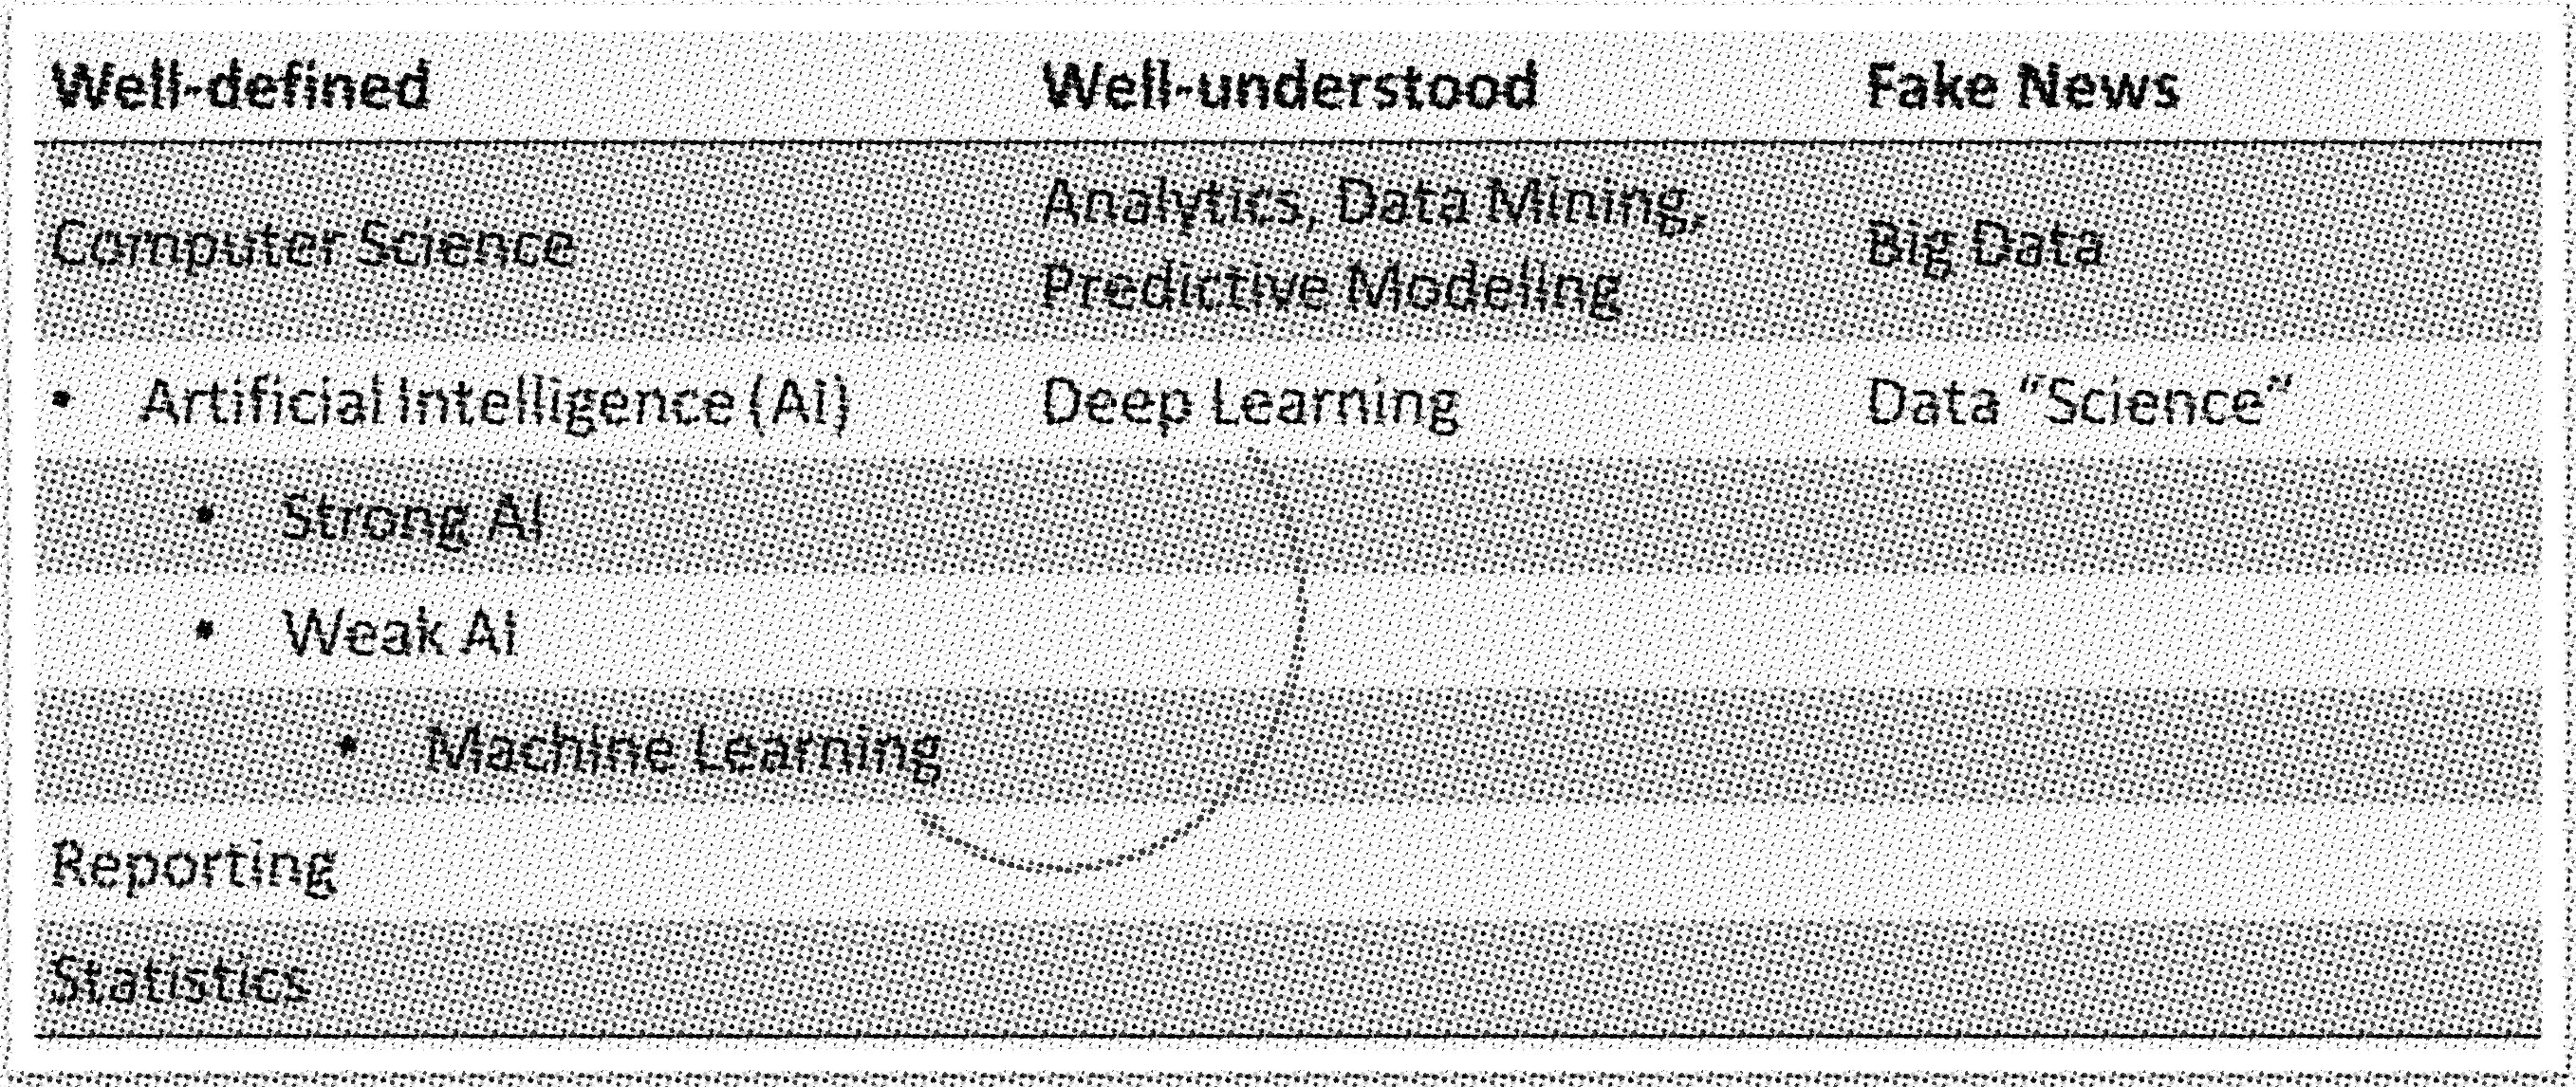 Well-defined Well-understood Fake News
Computer Science Analytics, Data Mining, Predictive Modeling Big Data
• Artificial Intelligence (AI) Deep Learning Data “Science”
• Strong AI
• Weak AI
• Machine Learning
Reporting
Statistics